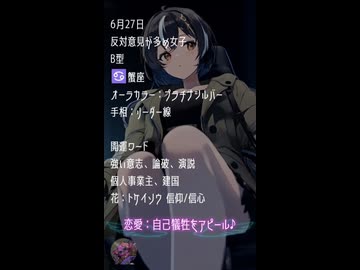 6月27日
反対意見が多め女子
B型
♋蟹座
オーラカラー：プラチナシルバー
手相：リーダー線
開運ワード
強い意志、論破、演説
個人事業主、建国
花：トケイソウ 信仰/信心
恋愛：自己犠牲をアピール♪